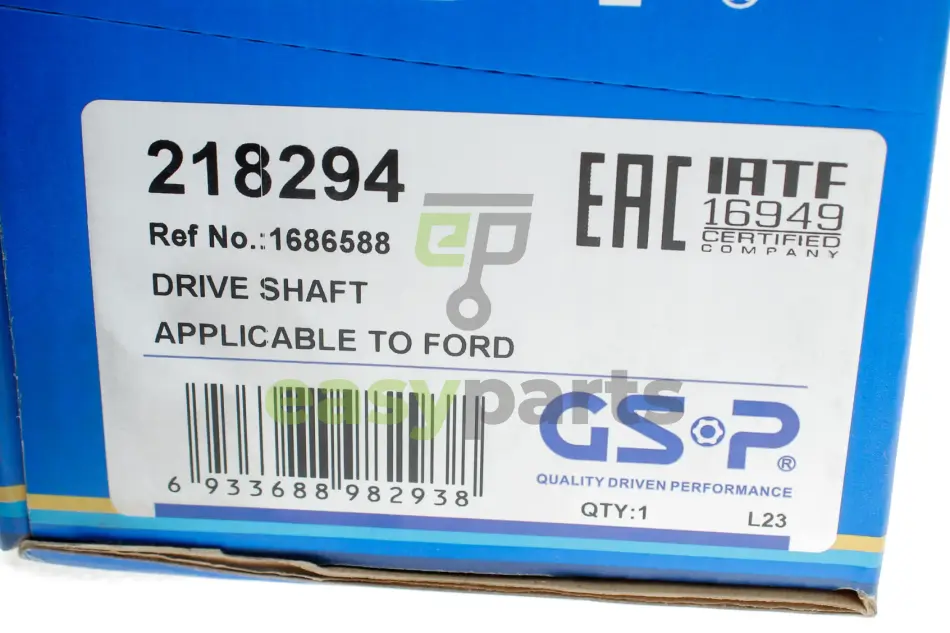 218294
Ref No.:1686588
DRIVE SHAFT
APPLICABLE TO FORD
EAC
IATF
16949
CERTIFIED
COMPANY
ep
easyparts
6 933688 982938
GSP®
QUALITY DRIVEN PERFORMANCE
QTY:1
L23